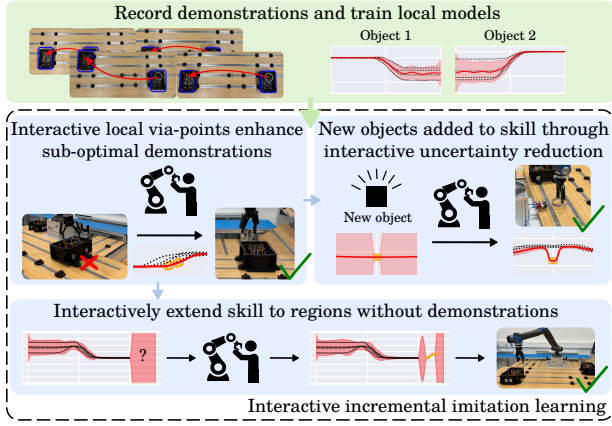 Record demonstrations and train local models
Object 1
Object 2
Interactive local via-points enhance
sub-optimal demonstrations
New objects added to skill through
interactive uncertainty reduction
New object
Interactively extend skill to regions without demonstrations
?
Interactive incremental imitation learning